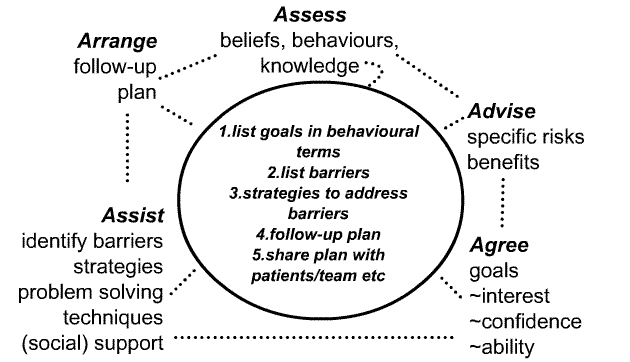 Assess
beliefs, behaviours,
knowledge
Arrange
follow-up
plan
Advise
specific risks
benefits
1.list goals in behavioural
terms
2.list barriers
3.strategies to address
barriers
4.follow-up plan
5.share plan with
patients/team etc
Assist
identify barriers
strategies
problem solving
techniques
(social) support
Agree
goals
~interest
~confidence
~ability